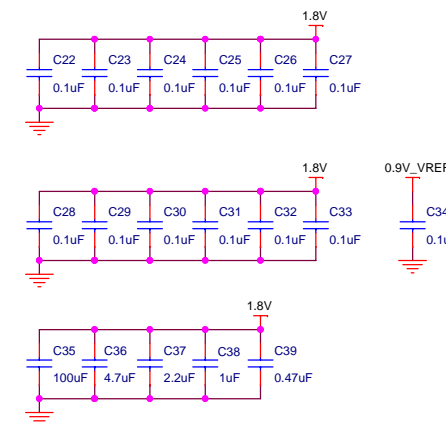 1.8V
C22 C23 C24 C25 C26 C27
0.1uF 0.1uF 0.1uF 0.1uF 0.1uF 0.1uF
1.8V 0.9V_VREF
C28 C29 C30 C31 C32 C33 C34
0.1uF 0.1uF 0.1uF 0.1uF 0.1uF 0.1uF 0.1u
1.8V
C35 C36 C37 C38 C39
100uF 4.7uF 2.2uF 1uF 0.47uF